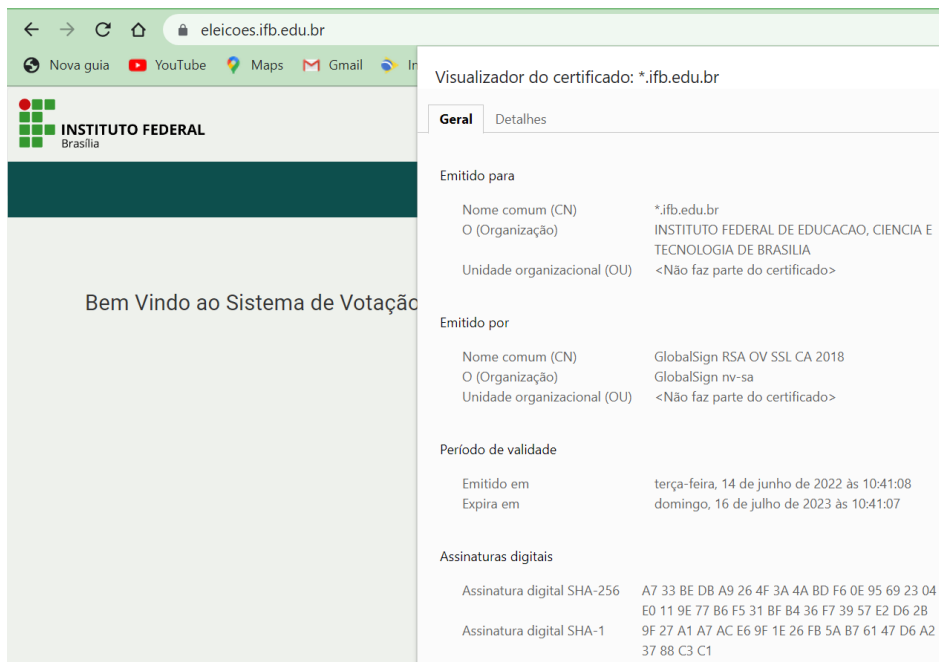 eleicoes.ifb.edu.br
Nova guia YouTube Maps Gmail
Visualizador do certificado: *.ifb.edu.br
INSTITUTO FEDERAL
Brasília
Geral Detalhes
Bem Vindo ao Sistema de Votação
Emitido para
Nome comum (CN) *.ifb.edu.br
O (Organização) INSTITUTO FEDERAL DE EDUCACAO, CIENCIA E
TECNOLOGIA DE BRASILIA
Unidade organizacional (OU) <Não faz parte do certificado>
Emitido por
Nome comum (CN) GlobalSign RSA OV SSL CA 2018
O (Organização) GlobalSign nv-sa
Unidade organizacional (OU) <Não faz parte do certificado>
Período de validade
Emitido em terça-feira, 14 de junho de 2022 às 10:41:08
Expira em domingo, 16 de julho de 2023 às 10:41:07
Assinaturas digitais
Assinatura digital SHA-256 A7 33 BE DB A9 26 4F 3A 4A BD F6 0E 95 69 23 04
E0 11 9E 77 B6 F5 31 BF B4 36 F7 39 57 E2 D6 2B
Assinatura digital SHA-1 9F 27 A1 A7 AC E6 9F 1E 26 FB 5A B7 61 47 D6 A2
37 88 C3 C1